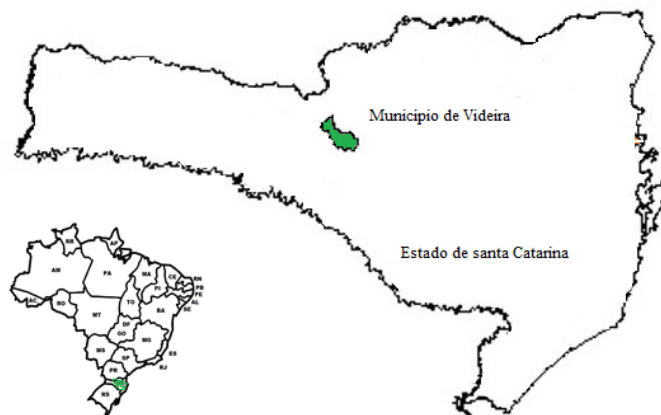 Município de Videira
Estado de santa Catarina
RR
AP
AM
PA
MA
CE
RN
PB
PE
AL
SE
PI
AC
RO
TO
MT
BA
DF
GO
MG
MS
ES
SP
RJ
PR
RS